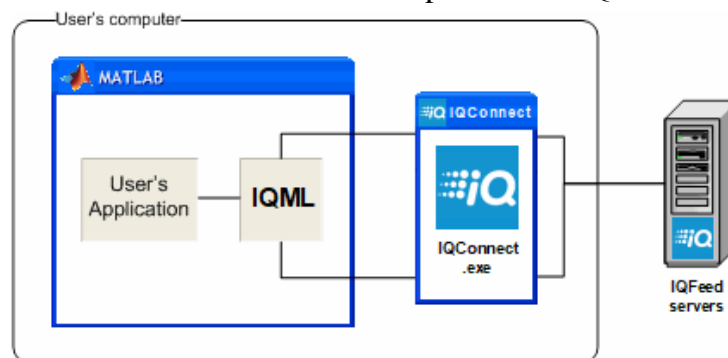 User's computer
MATLAB
iQ IQConnect
User's
Application
IQML
iQ
IQConnect
.exe
iQ
IQFeed
servers